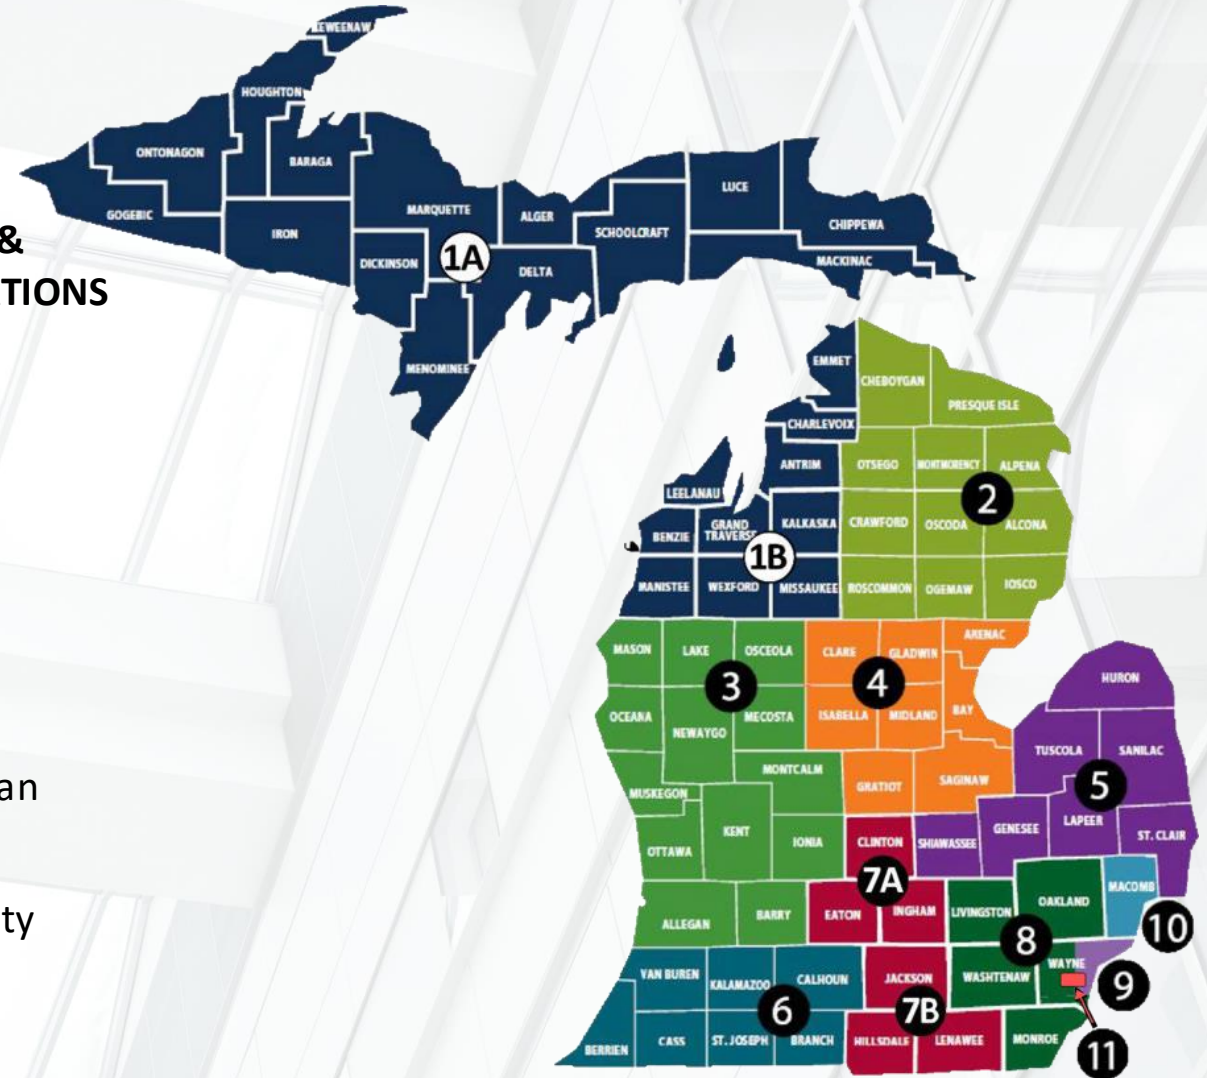 &
TIONS
an
ty
KEWEENAW
HOUGHTON
ONTONAGON
BARAGA
GOGEBIC
IRON
MARQUETTE
ALGER
LUCE
SCHOOLCRAFT
CHIPPEWA
MACKINAC
DICKINSON
1A
DELTA
MENOMINEE
EMMET
CHEBOYGAN
PRESQUE ISLE
CHARLEVOIX
ANTRIM
OTSEGO
MONTMORENCY
ALPENA
LEELANAU
2
BENZIE
GRAND
TRAVERSE
KALKASKA
CRAWFORD
OSCODA
ALCONA
1B
MANISTEE
WEXFORD
MISSAUKEE
ROSCOMMON
OGEMAW
IOSCO
MASON
LAKE
OSCEOLA
CLARE
GLADWIN
ARENAC
3
4
HURON
OCEANA
NEWAYGO
MECOSTA
ISABELLA
MIDLAND
BAY
TUSCOLA
SANILAC
MONTCALM
MUSKEGON
GRATIOT
SAGINAW
5
OTTAWA
KENT
IONIA
CLINTON
SHIAWASSEE
GENESEE
LAPEER
ST. CLAIR
7A
MACOMB
ALLEGAN
BARRY
EATON
INGHAM
LIVINGSTON
OAKLAND
10
8
VAN BUREN
KALAMAZOO
CALHOUN
JACKSON
WASHTENAW
WAYNE
9
6
7B
BERRIEN
CASS
ST. JOSEPH
BRANCH
HILLSDALE
LENAWEE
MONROE
11